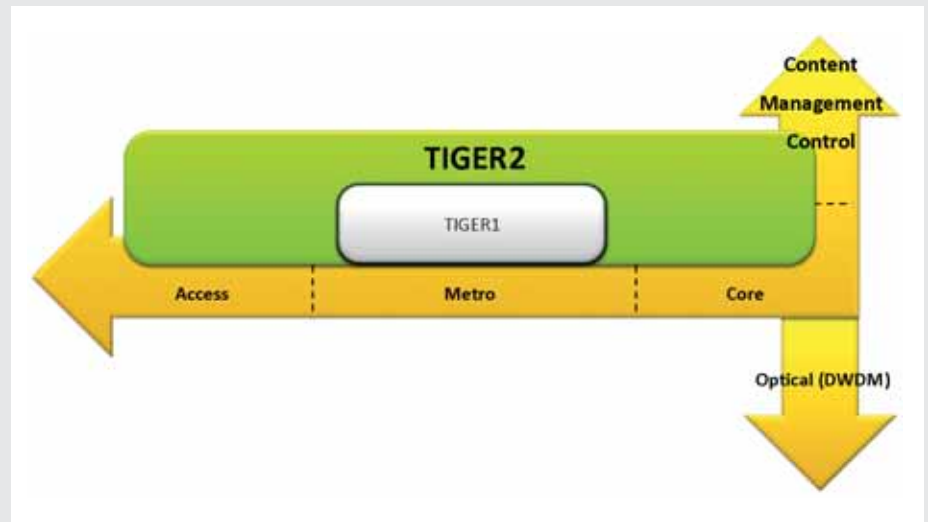 Content
Management
Control
TIGER2
TIGER1
Access Metro Core
Optical (DWDM)